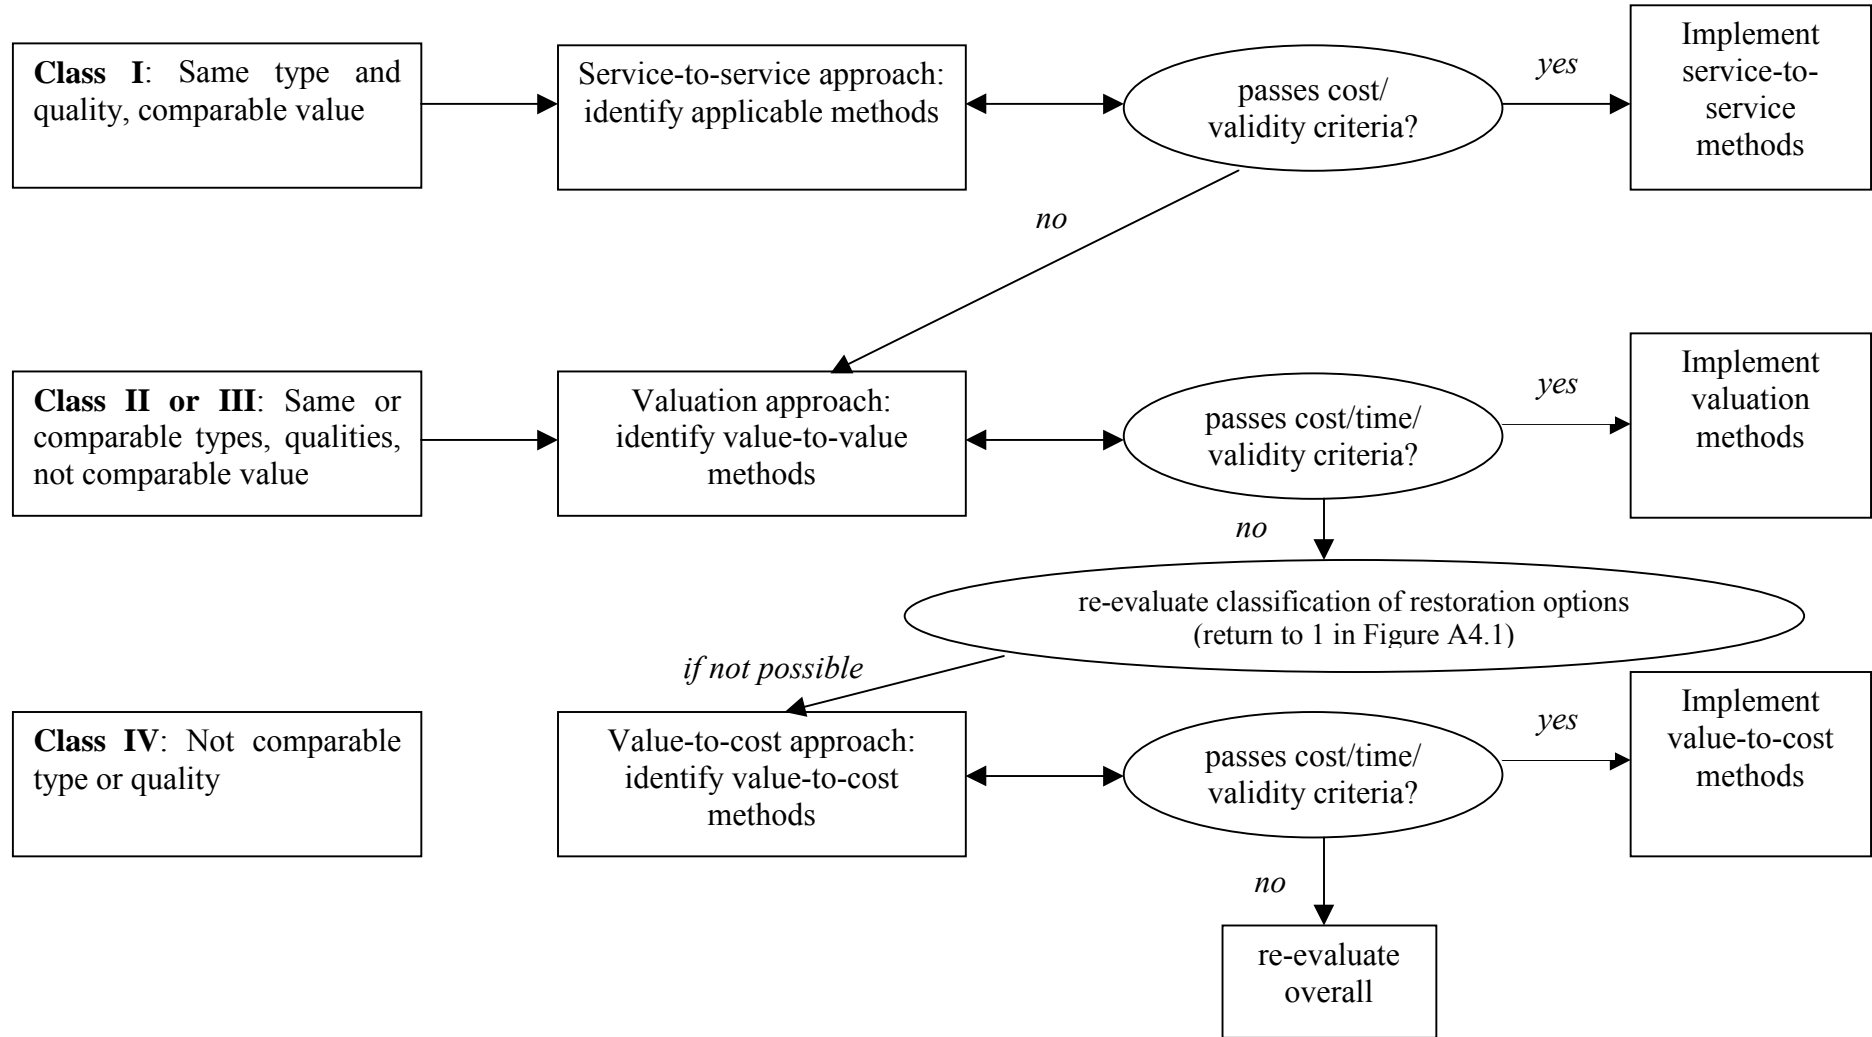 Class I: Same type and
quality, comparable value
Service-to-service approach:
identify applicable methods
passes cost/
validity criteria?
yes
Implement
service-to-
service
methods
no
Class II or III: Same or
comparable types, qualities,
not comparable value
Valuation approach:
identify value-to-value
methods
passes cost/time/
validity criteria?
yes
Implement
valuation
methods
no
re-evaluate classification of restoration options
(return to 1 in Figure A4.1)
if not possible
Class IV: Not comparable
type or quality
Value-to-cost approach:
identify value-to-cost
methods
passes cost/time/
validity criteria?
yes
Implement
value-to-cost
methods
no
re-evaluate
overall